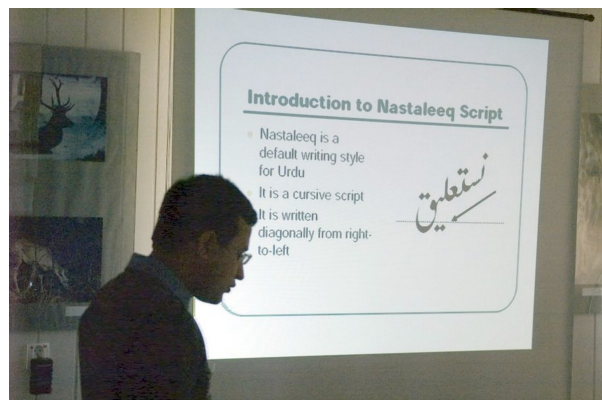 Introduction to Nastaleeq Script
Nastaleeq is a
default writing style
for Urdu
It is a cursive script
It is written
diagonally from right-
to-left
نستعلیق